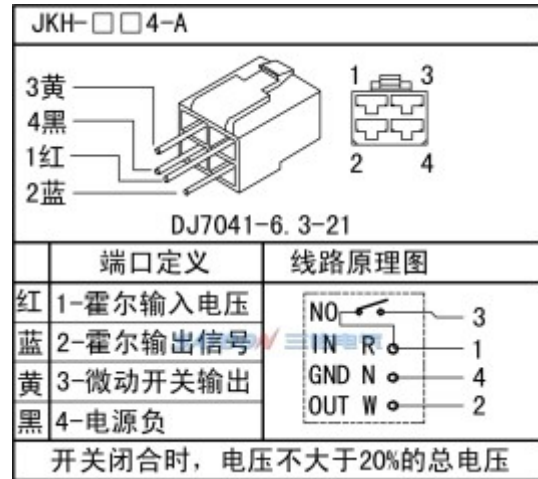 JKH-□□4-A
3黄
4黑
1红
2蓝
1 3
2 4
DJ7041-6.3-21
端口定义 线路原理图
红 1-霍尔输入电压
蓝 2-霍尔输出信号
黄 3-微动开关输出
黑 4-电源负
NO 3
IN R 1
GND N 4
OUT W 2
开关闭合时，电压不大于20%的总电压